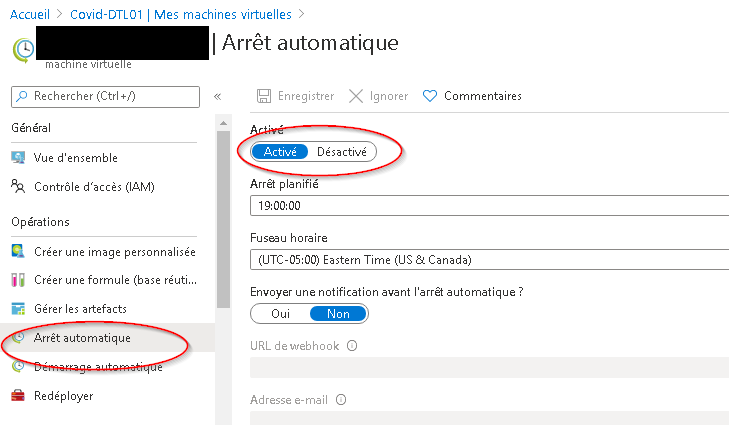 Accueil > Covid-DTL01 | Mes machines virtuelles >
| Arrêt automatique
machine virtuelle
Rechercher (Ctrl+/)
«
Enregistrer
Ignorer
Commentaires
Général
Vue d'ensemble
Contrôle d'accès (IAM)
Opérations
Créer une image personnalisée
Créer une formule (base réuti...
Gérer les artefacts
Arrêt automatique
Démarrage automatique
Redéployer
Activé
Activé Désactivé
Arrêt planifié
19:00:00
Fuseau horaire
(UTC-05:00) Eastern Time (US & Canada)
Envoyer une notification avant l'arrêt automatique ?
Oui Non
URL de webhook
Adresse e-mail